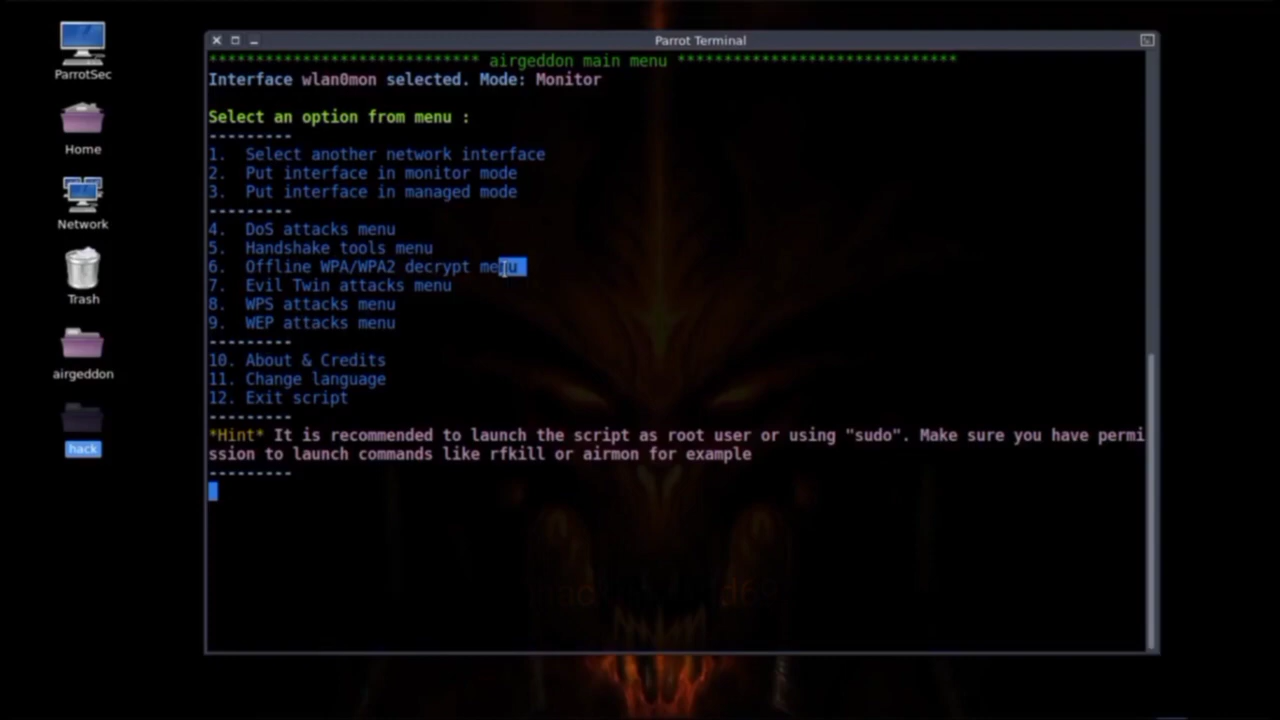 Parrot Terminal
*************************** airgeddon main menu ****************************
Interface wlan0mon selected. Mode: Monitor
Select an option from menu :
---------
1. Select another network interface
2. Put interface in monitor mode
3. Put interface in managed mode
---------
4. DoS attacks menu
5. Handshake tools menu
6. Offline WPA/WPA2 decrypt menu
7. Evil Twin attacks menu
8. WPS attacks menu
9. WEP attacks menu
---------
10. About & Credits
11. Change language
12. Exit script
---------
*Hint* It is recommended to launch the script as root user or using "sudo". Make sure you have permi
ssion to launch commands like rfkill or airmon for example
---------
ParrotSec
Home
Network
Trash
airgeddon
hack